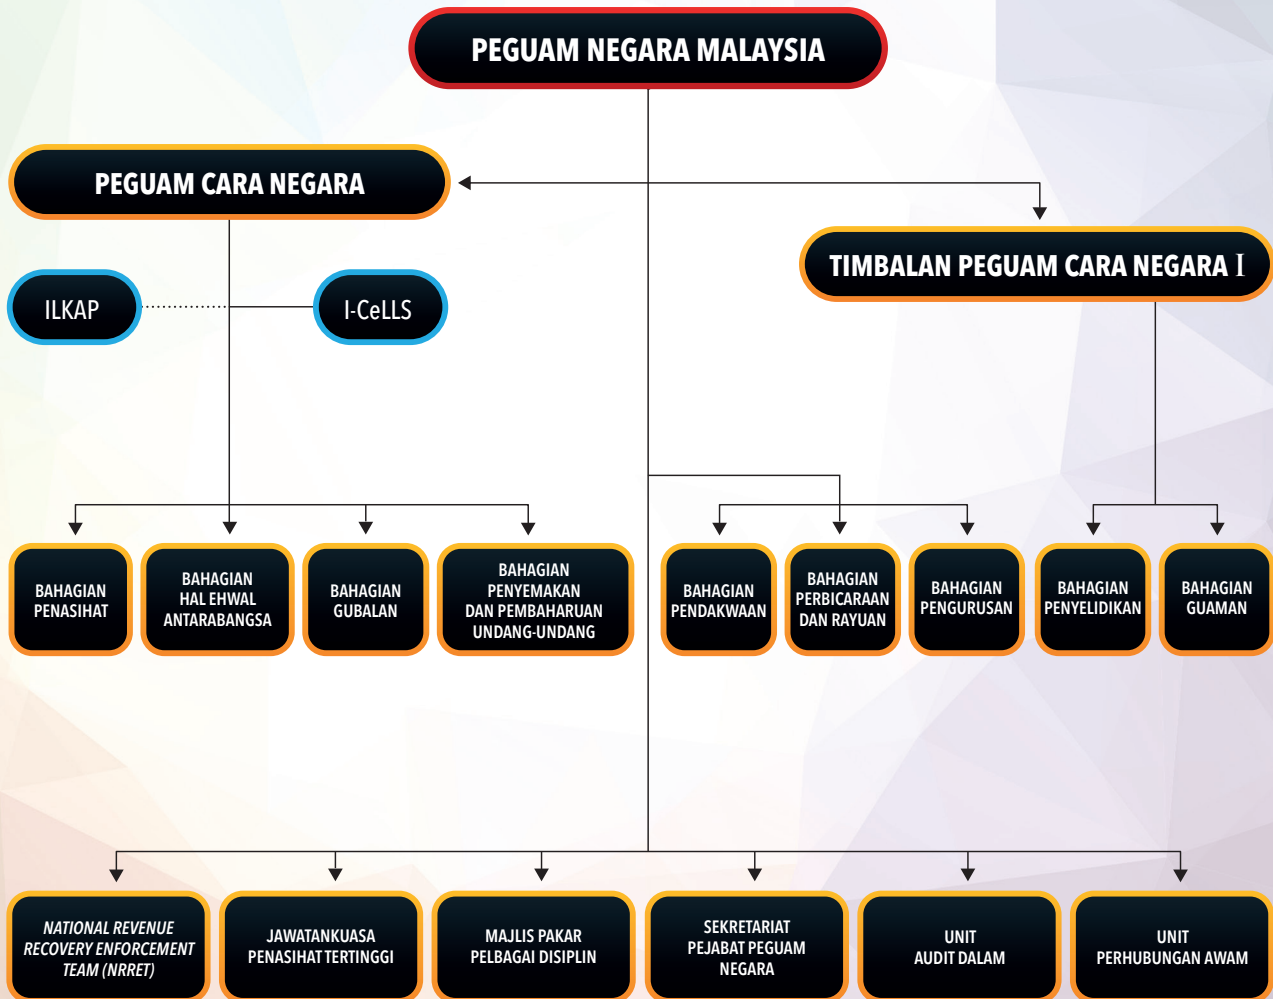 PEGUAM NEGARA MALAYSIA
PEGUAM CARA NEGARA
TIMBALAN PEGUAM CARA NEGARA I
ILKAP
I-CeLLS
BAHAGIAN
PENASIHAT
BAHAGIAN
HAL EHWAL
ANTARABANGSA
BAHAGIAN
GUBALAN
BAHAGIAN
PENYEMAKAN
DAN PEMBAHARUAN
UNDANG-UNDANG
BAHAGIAN
PENDAKWAAN
BAHAGIAN
PERBICARAAN
DAN RAYUAN
BAHAGIAN
PENGURUSAN
BAHAGIAN
PENYELIDIKAN
BAHAGIAN
GUAMAN
NATIONAL REVENUE
RECOVERY ENFORCEMENT
TEAM (NRRET)
JAWATANKUASA
PENASIHAT TERTINGGI
MAJLIS PAKAR
PELBAGAI DISIPLIN
SEKRETARIAT
PEJABAT PEGUAM
NEGARA
UNIT
AUDIT DALAM
UNIT
PERHUBUNGAN AWAM